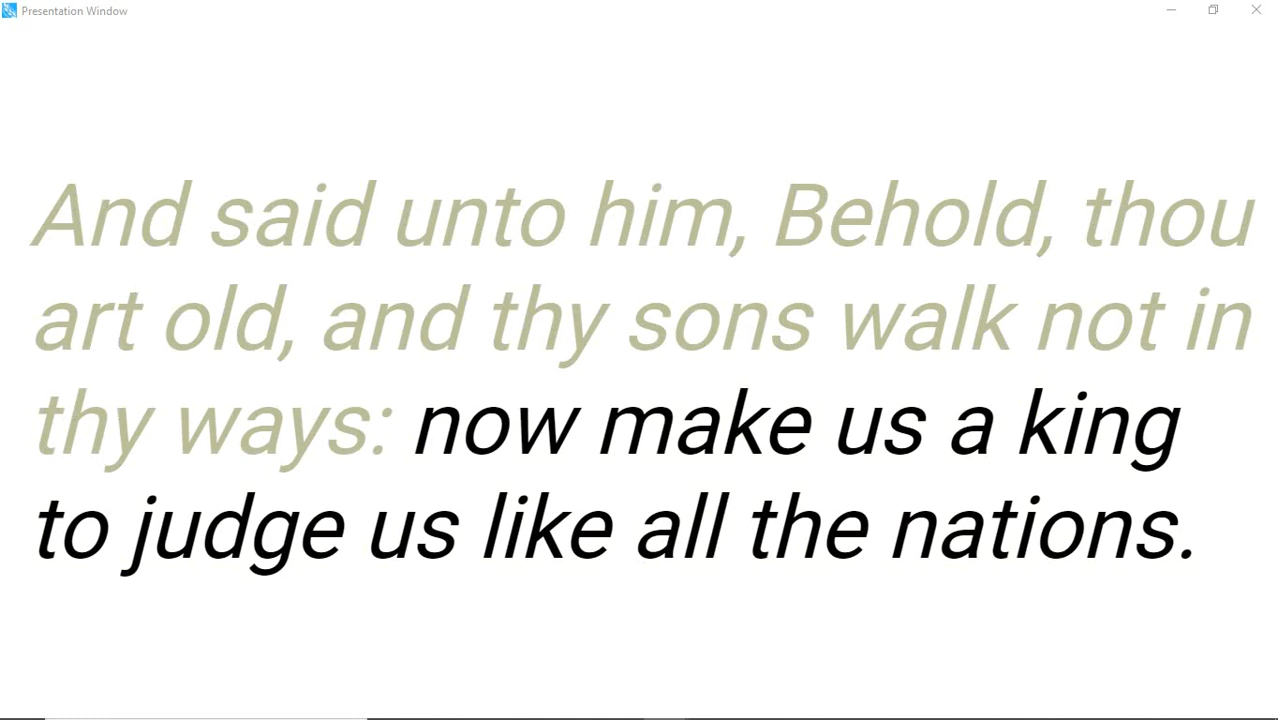 Presentation Window
And said unto him, Behold, thou
art old, and thy sons walk not in
thy ways: now make us a king
to judge us like all the nations.